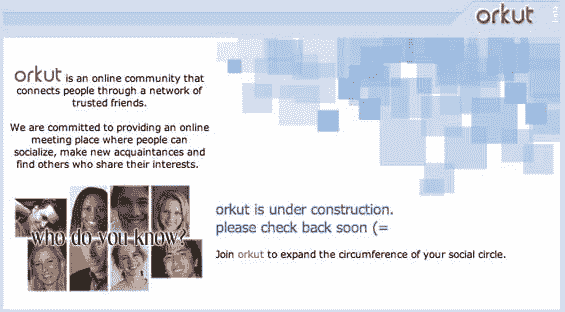 orkut
beta
orkut is an online community that
connects people through a network of
trusted friends.
We are committed to providing an online
meeting place where people can
socialize, make new acquaintances and
find others who share their interests.
who do you know?
orkut is under construction.
please check back soon (=
Join orkut to expand the circumference of your social circle.